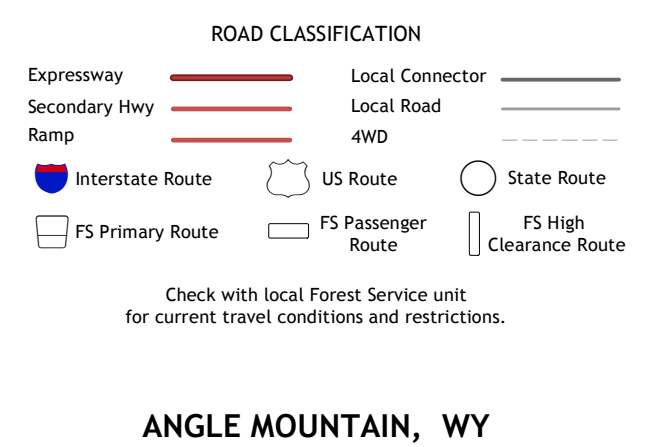 ROAD CLASSIFICATION
Expressway
Local Connector
Secondary Hwy
Local Road
Ramp
4WD
Interstate Route
US Route
State Route
FS Primary Route
FS Passenger
Route
FS High
Clearance Route
Check with local Forest Service unit
for current travel conditions and restrictions.
ANGLE MOUNTAIN, WY